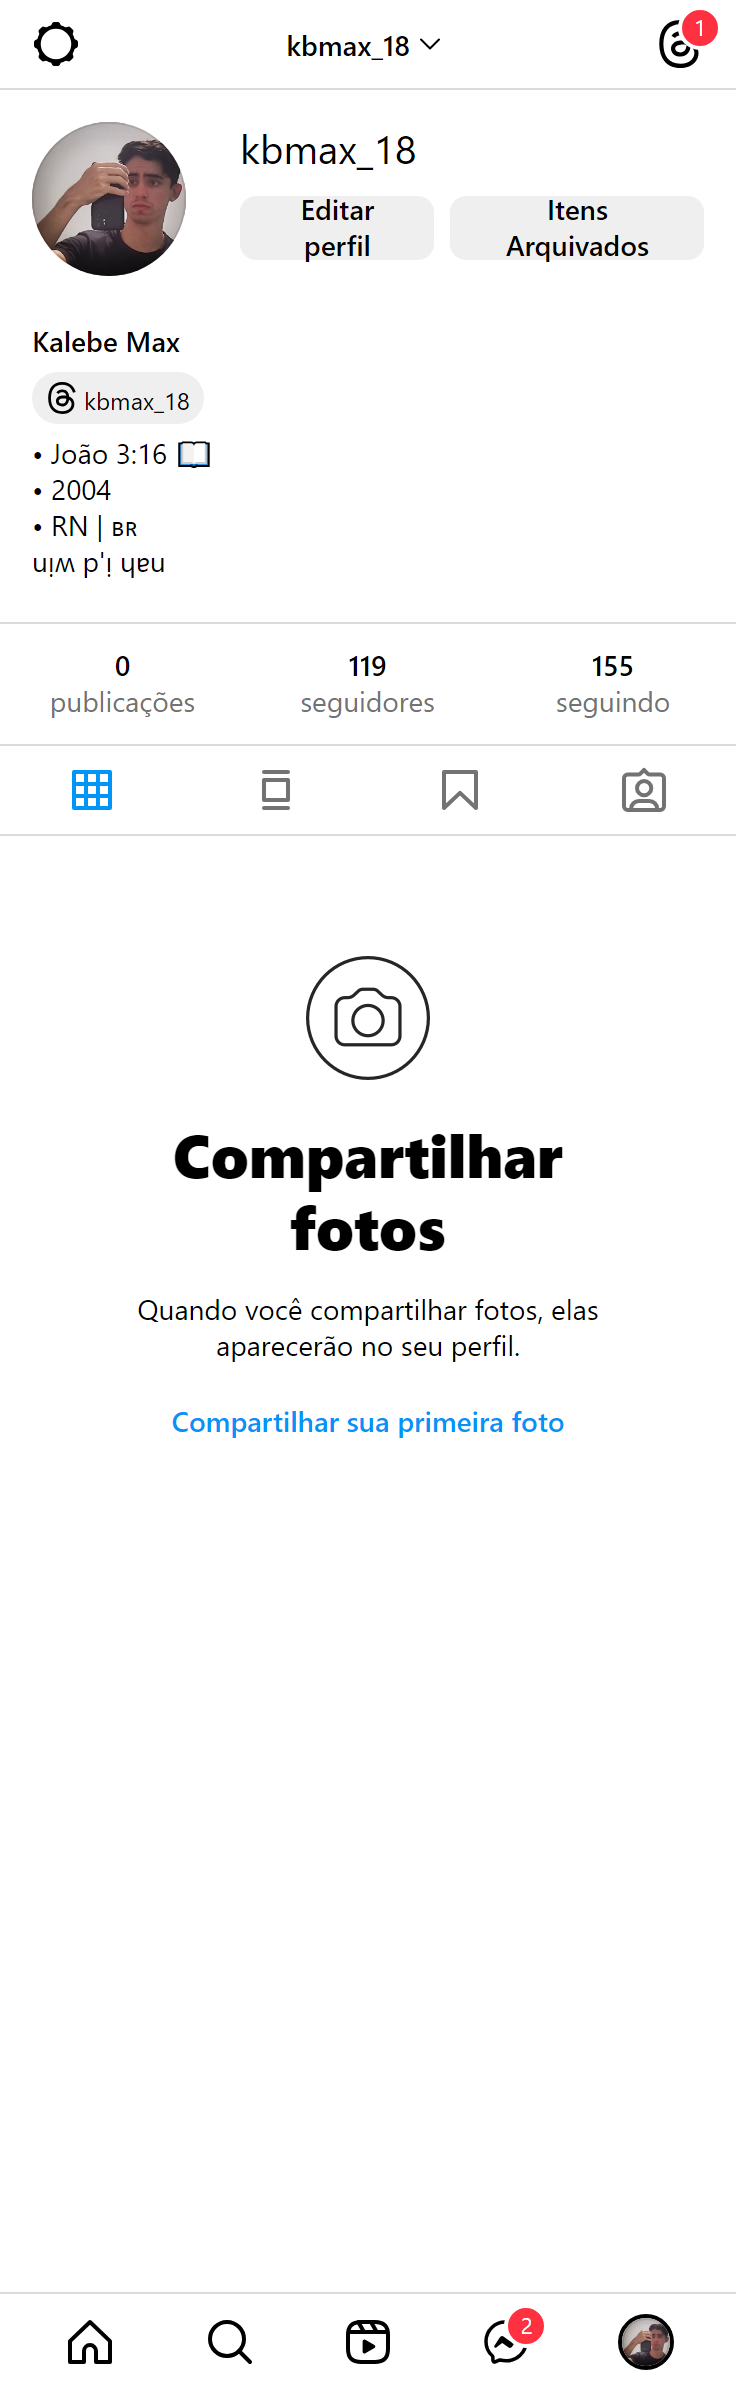 kbmax_18
1
kbmax_18
Editar perfil
Itens Arquivados
Kalebe Max
kbmax_18
• João 3:16 📖
• 2004
• RN | ʙʀ
uᴉʍ p'ᴉ ɥɐu
0
publicações
119
seguidores
155
seguindo
Compartilhar
fotos
Quando você compartilhar fotos, elas
aparecerão no seu perfil.
Compartilhar sua primeira foto
2